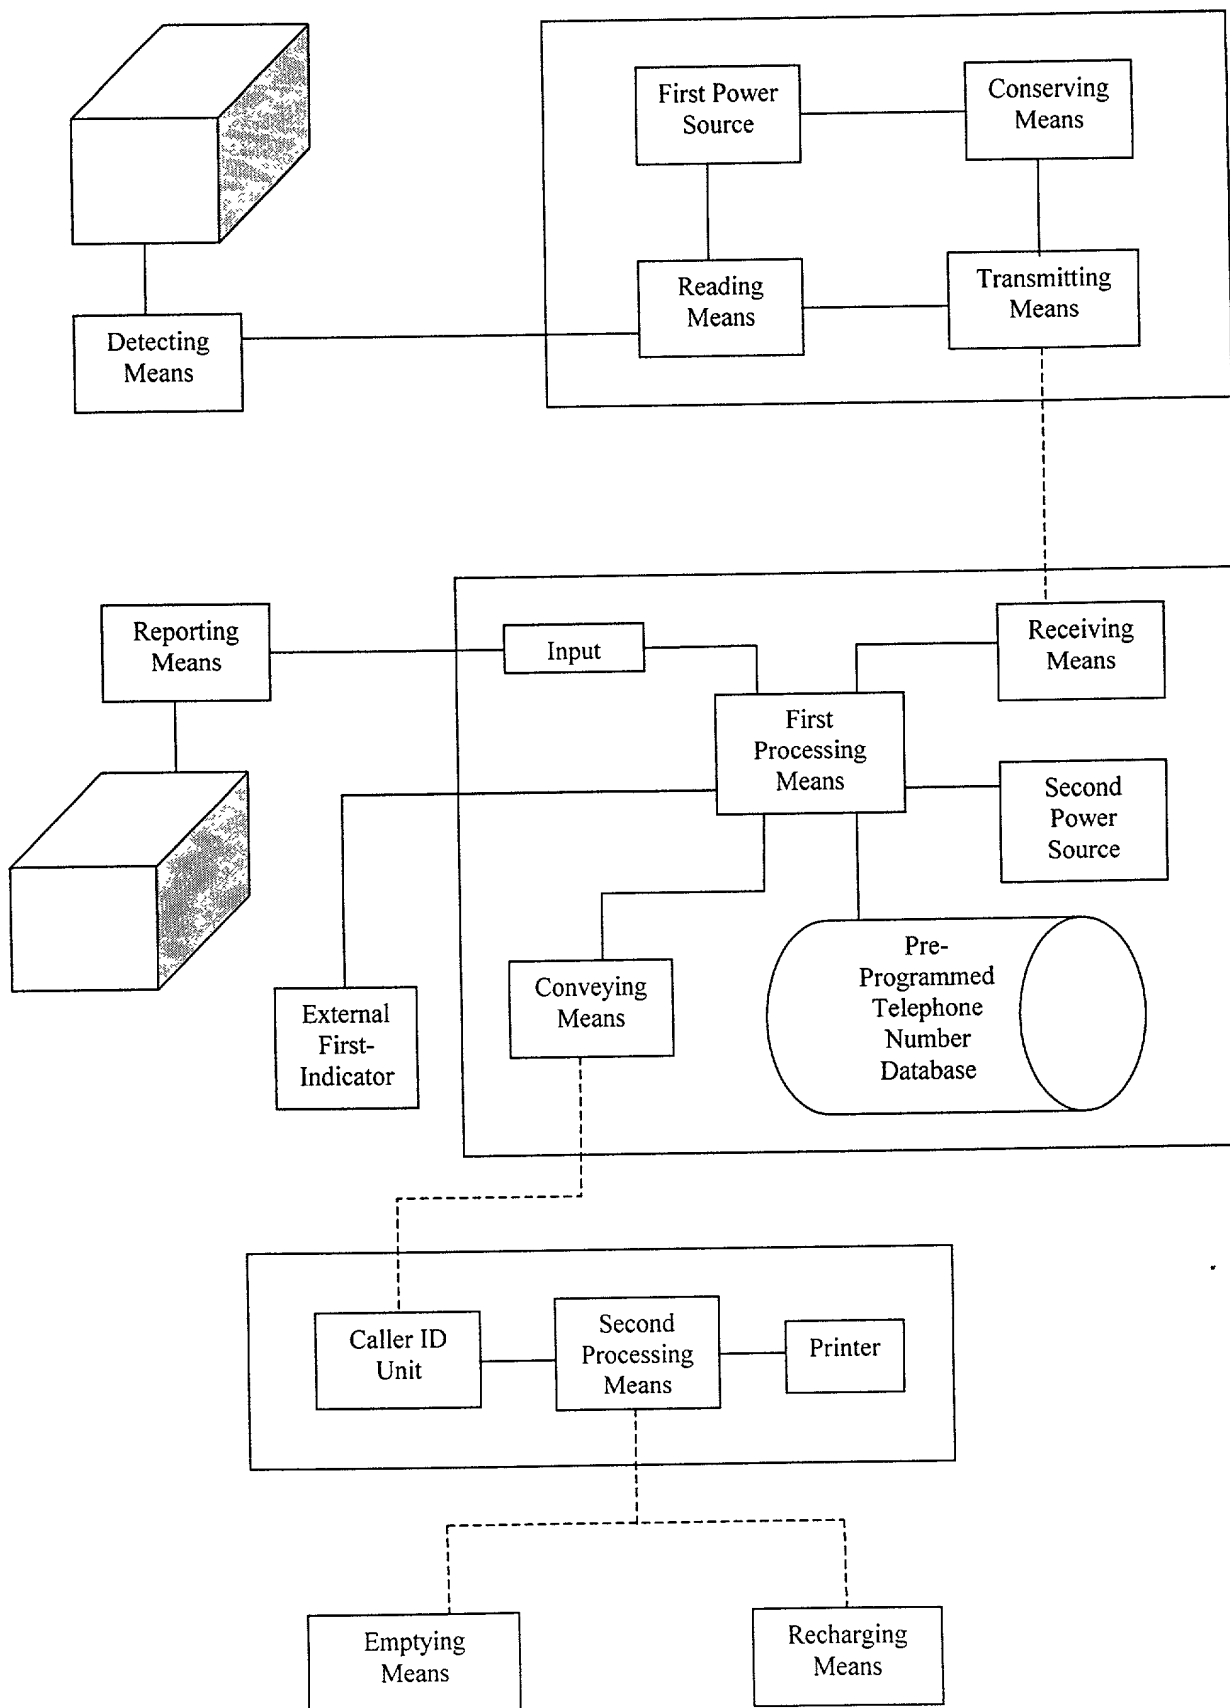 First Power
Source
Conserving
Means
Reading
Means
Transmitting
Means
Detecting
Means
Reporting
Means
Input
Receiving
Means
First
Processing
Means
Second
Power
Source
External
First-
Indicator
Conveying
Means
Pre-
Programmed
Telephone
Number
Database
Caller ID
Unit
Second
Processing
Means
Printer
Emptying
Means
Recharging
Means